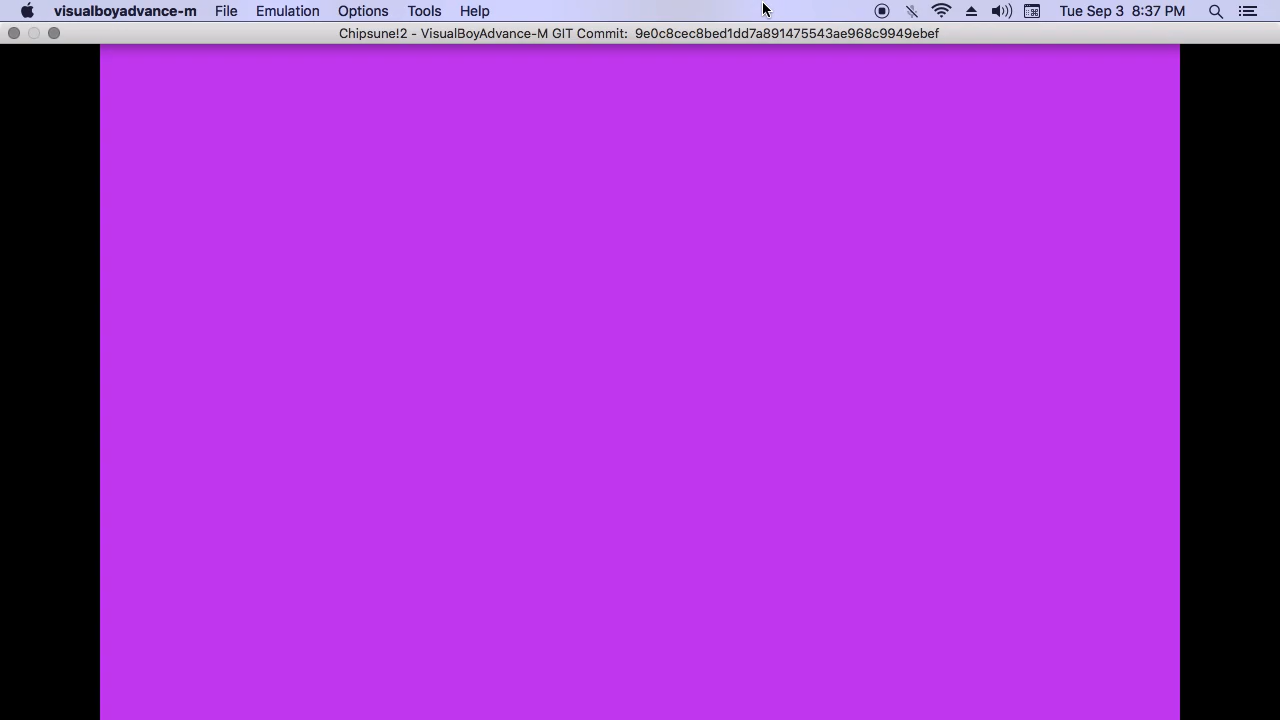 visualboyadvance-m File Emulation Options Tools Help Tue Sep 3 8:37 PM
Chipsune!2 - VisualBoyAdvance-M GIT Commit: 9e0c8cec8bed1dd7a891475543ae968c9949ebef